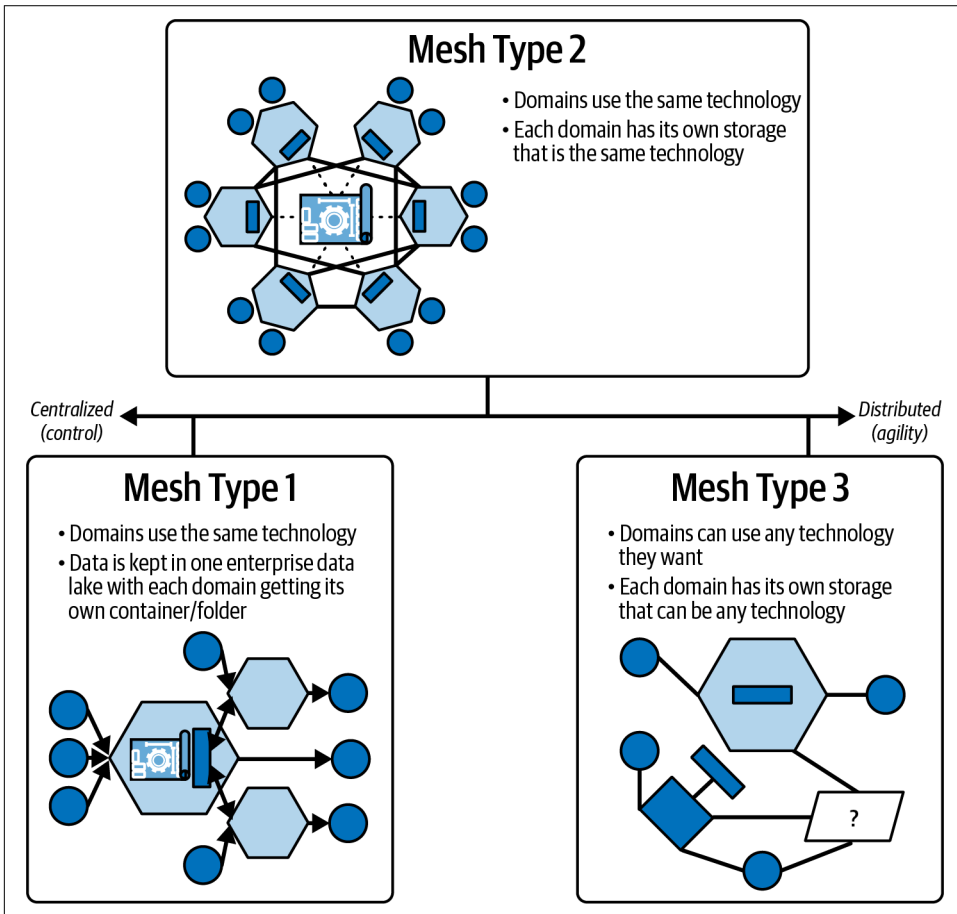 Mesh Type 2
• Domains use the same technology
• Each domain has its own storage
that is the same technology
Centralized
(control)
Distributed
(agility)
Mesh Type 1
• Domains use the same technology
• Data is kept in one enterprise data
lake with each domain getting its
own container/folder
Mesh Type 3
• Domains can use any technology
they want
• Each domain has its own storage
that can be any technology
?